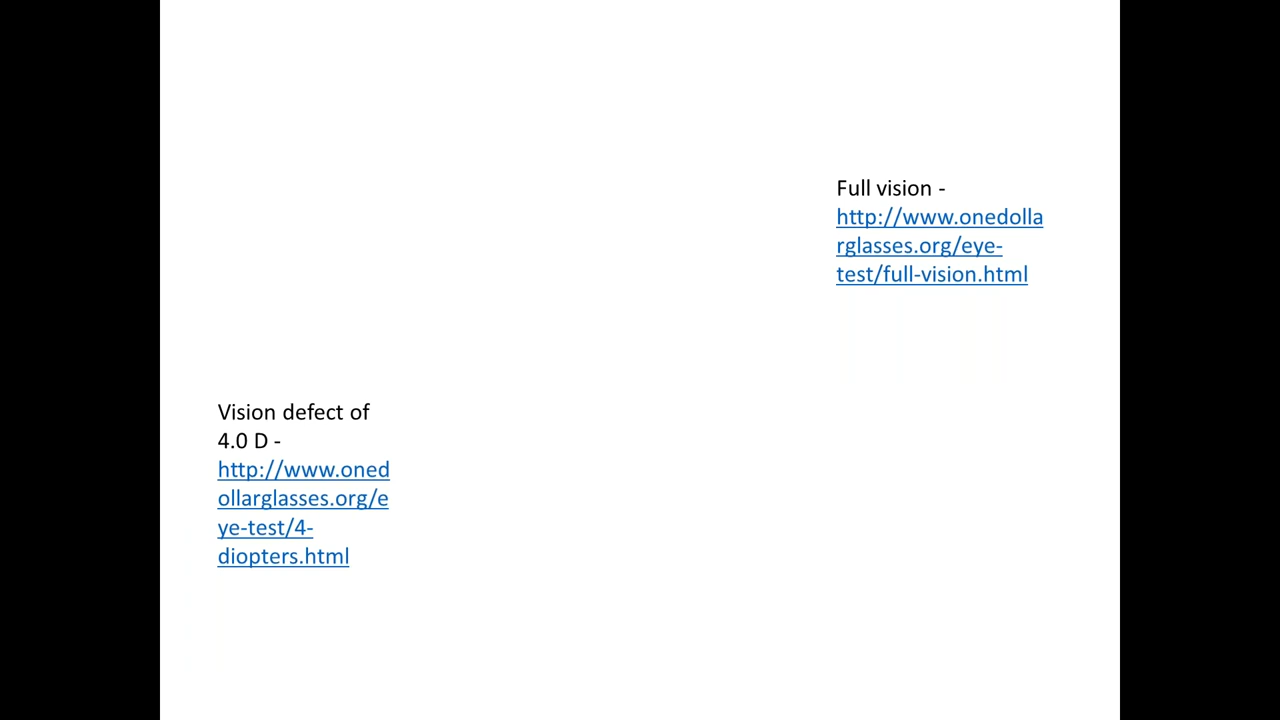 Full vision -
http://www.onedolla
rglasses.org/eye-
test/full-vision.html
Vision defect of
4.0 D -
http://www.oned
ollarglasses.org/e
ye-test/4-
diopters.html